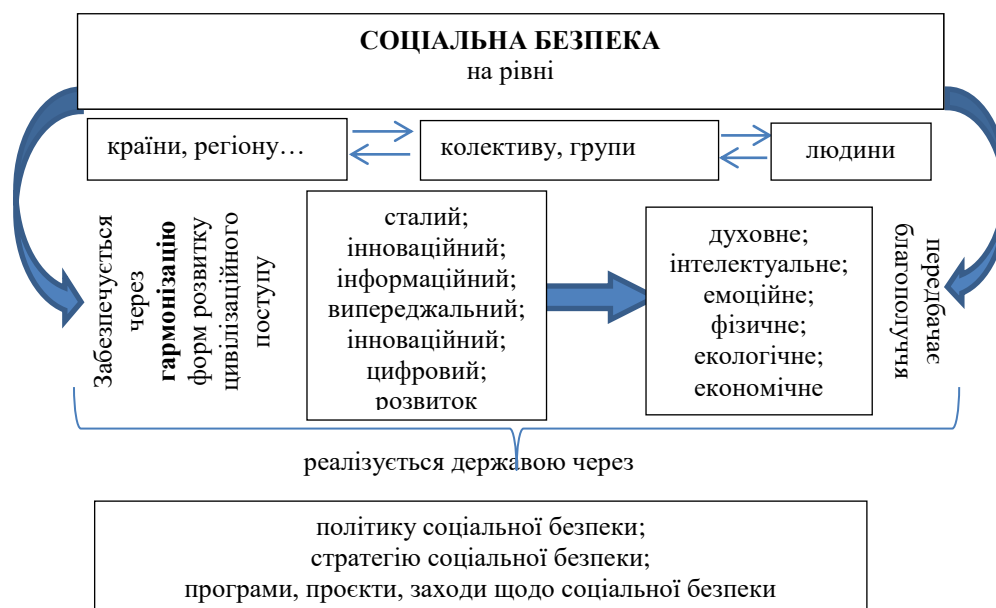 СОЦІАЛЬНА БЕЗПЕКА
на рівні
країни, регіону…
колективу, групи
людини
Забезпечується
через
гармонізацію
форм розвитку
цивілізаційного
поступу
сталий;
інноваційний;
інформаційний;
випереджальний;
інноваційний;
цифровий;
розвиток
духовне;
інтелектуальне;
емоційне;
фізичне;
екологічне;
економічне
передбачає
благополуччя
реалізується державою через
політику соціальної безпеки;
стратегію соціальної безпеки;
програми, проєкти, заходи щодо соціальної безпеки